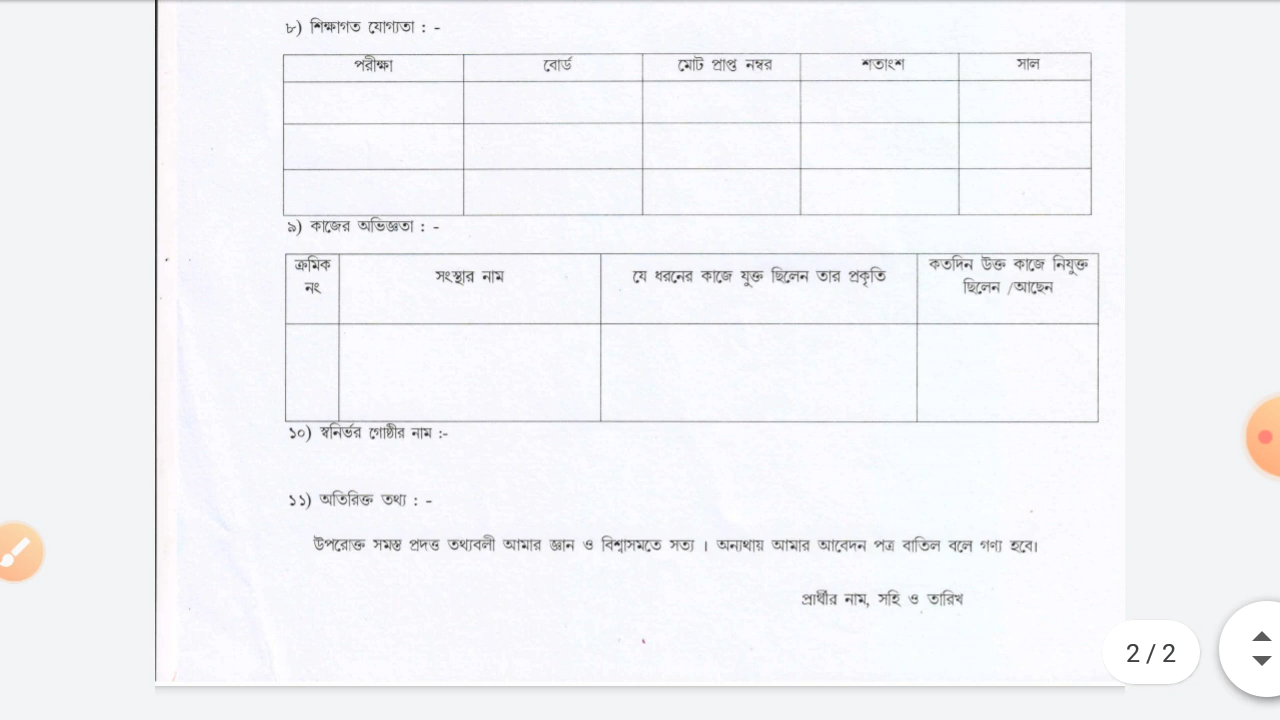 ৮) শিক্ষাগত যোগ্যতা : -
পরীক্ষা বোর্ড মোট প্রাপ্ত নম্বর শতাংশ সাল
৯) কাজের অভিজ্ঞতা : -
ক্রমিক নং সংস্থার নাম যে ধরনের কাজে যুক্ত ছিলেন তার প্রকৃতি কতদিন উক্ত কাজে নিযুক্ত ছিলেন /আছেন
১০) স্বনির্ভর গোষ্ঠীর নাম :-
১১) অতিরিক্ত তথ্য : -
উপরোক্ত সমস্ত প্রদত্ত তথ্যবলী আমার জ্ঞান ও বিশ্বাসমতে সত্য । অন্যথায় আমার আবেদন পত্র বাতিল বলে গণ্য হবে।
প্রার্থীর নাম, সহি ও তারিখ
2 / 2